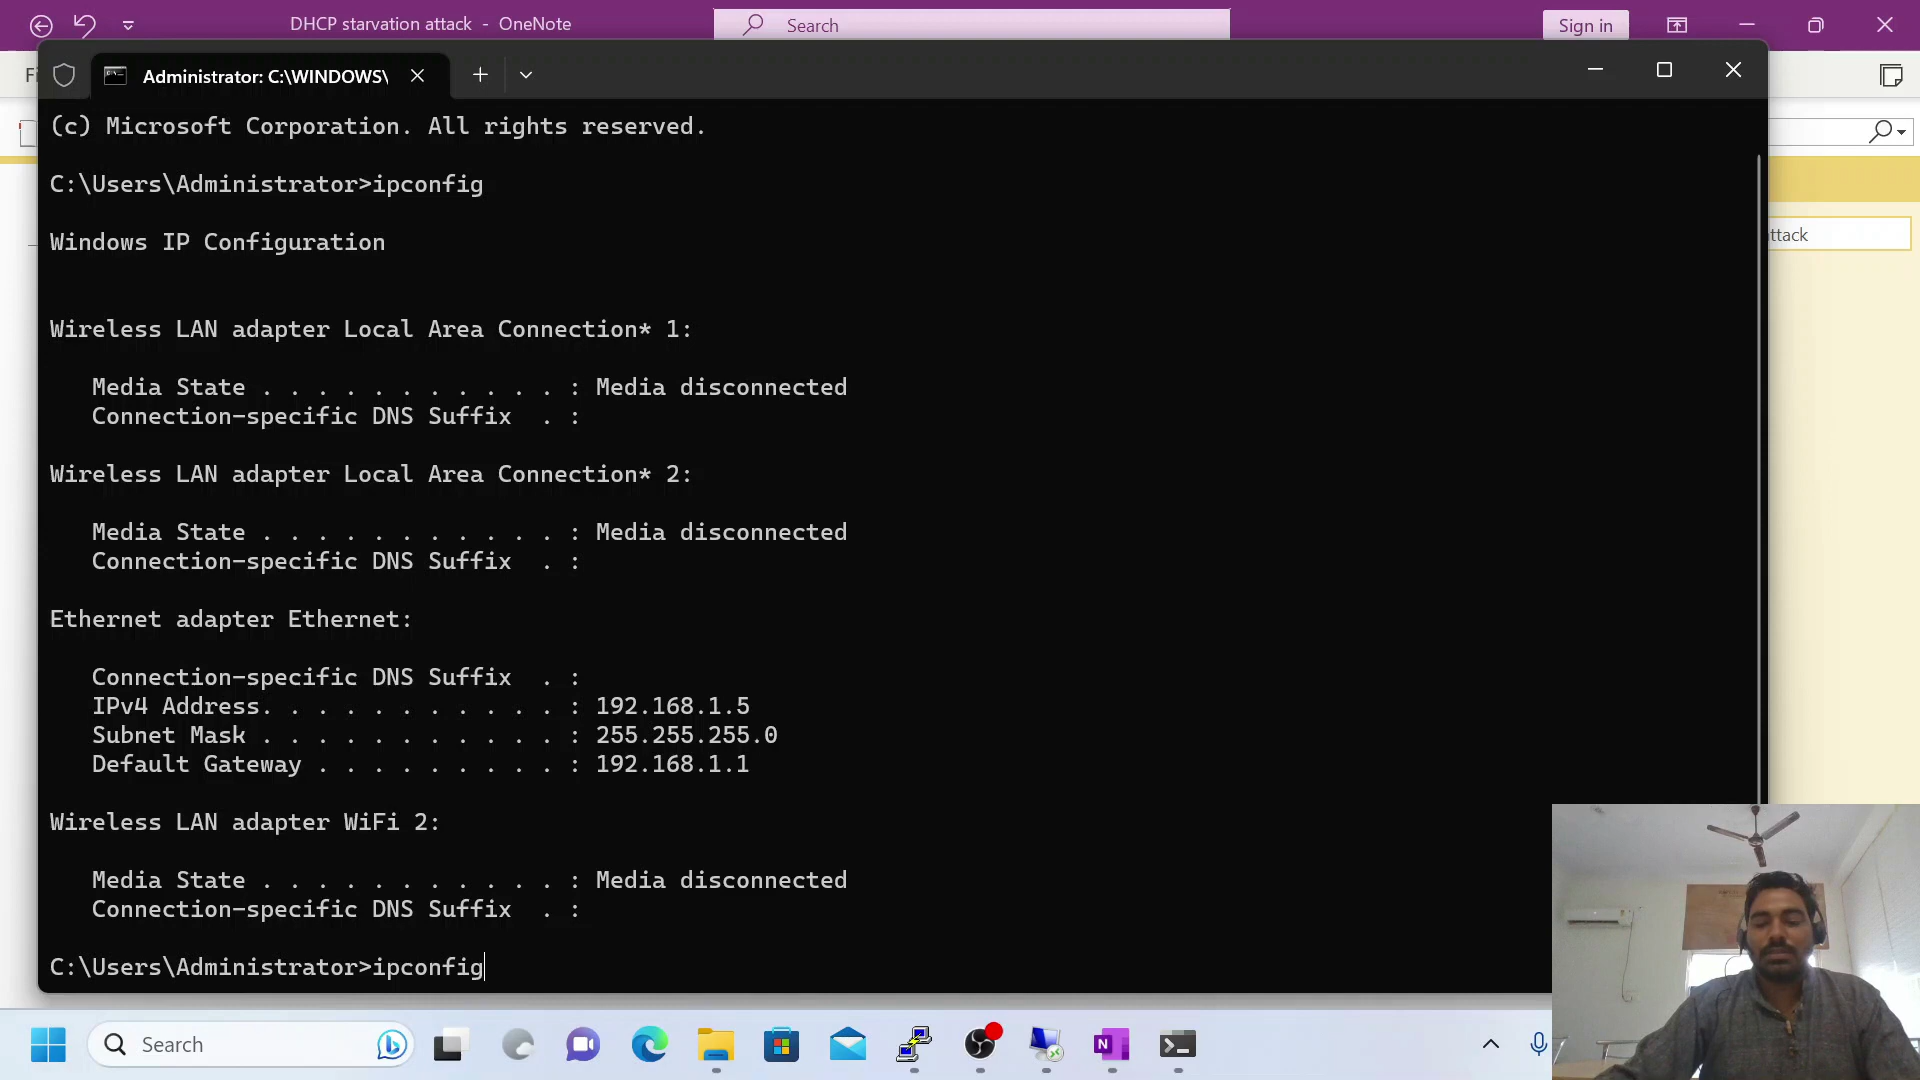 DHCP starvation attack - OneNote
Search
Sign in
Fi
Administrator: C:\WINDOWS\
(c) Microsoft Corporation. All rights reserved.
C:\Users\Administrator>ipconfig
ttack
Windows IP Configuration
Wireless LAN adapter Local Area Connection* 1:
Media State . . . . . . . . . . . : Media disconnected
Connection-specific DNS Suffix  . :
Wireless LAN adapter Local Area Connection* 2:
Media State . . . . . . . . . . . : Media disconnected
Connection-specific DNS Suffix  . :
Ethernet adapter Ethernet:
Connection-specific DNS Suffix  . :
IPv4 Address. . . . . . . . . . . : 192.168.1.5
Subnet Mask . . . . . . . . . . . : 255.255.255.0
Default Gateway . . . . . . . . . : 192.168.1.1
Wireless LAN adapter WiFi 2:
Media State . . . . . . . . . . . : Media disconnected
Connection-specific DNS Suffix  . :
C:\Users\Administrator>ipconfig
Search